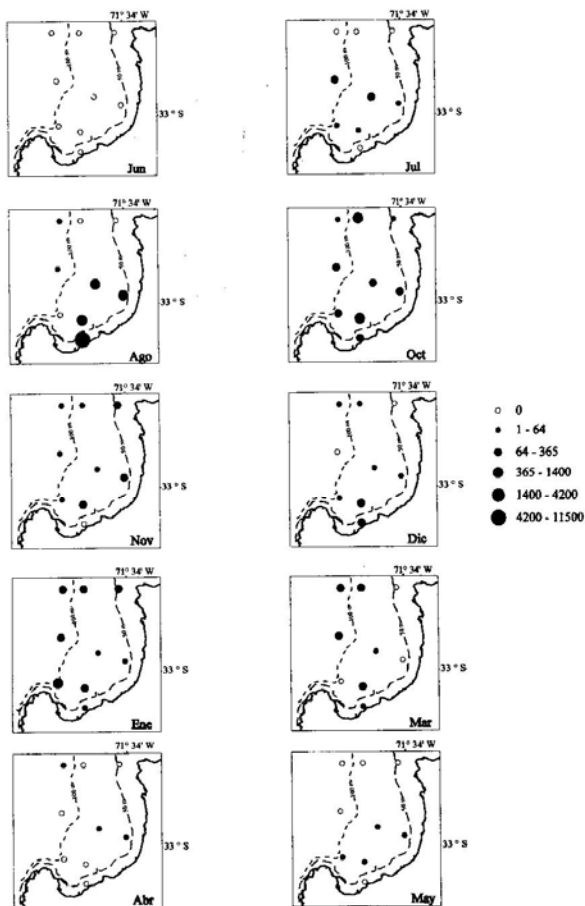 71° 34' W
71° 34' W
33° S
33° S
Jun
Jul
71° 34' W
71° 34' W
33° S
33° S
Ago
Oct
71° 34' W
71° 34' W
33° S
33° S
Nov
Dic
0
1 - 64
64 - 365
365 - 1400
1400 - 4200
4200 - 11500
71° 34' W
71° 34' W
33° S
33° S
Ene
Mar
71° 34' W
71° 34' W
33° S
33° S
Abr
May